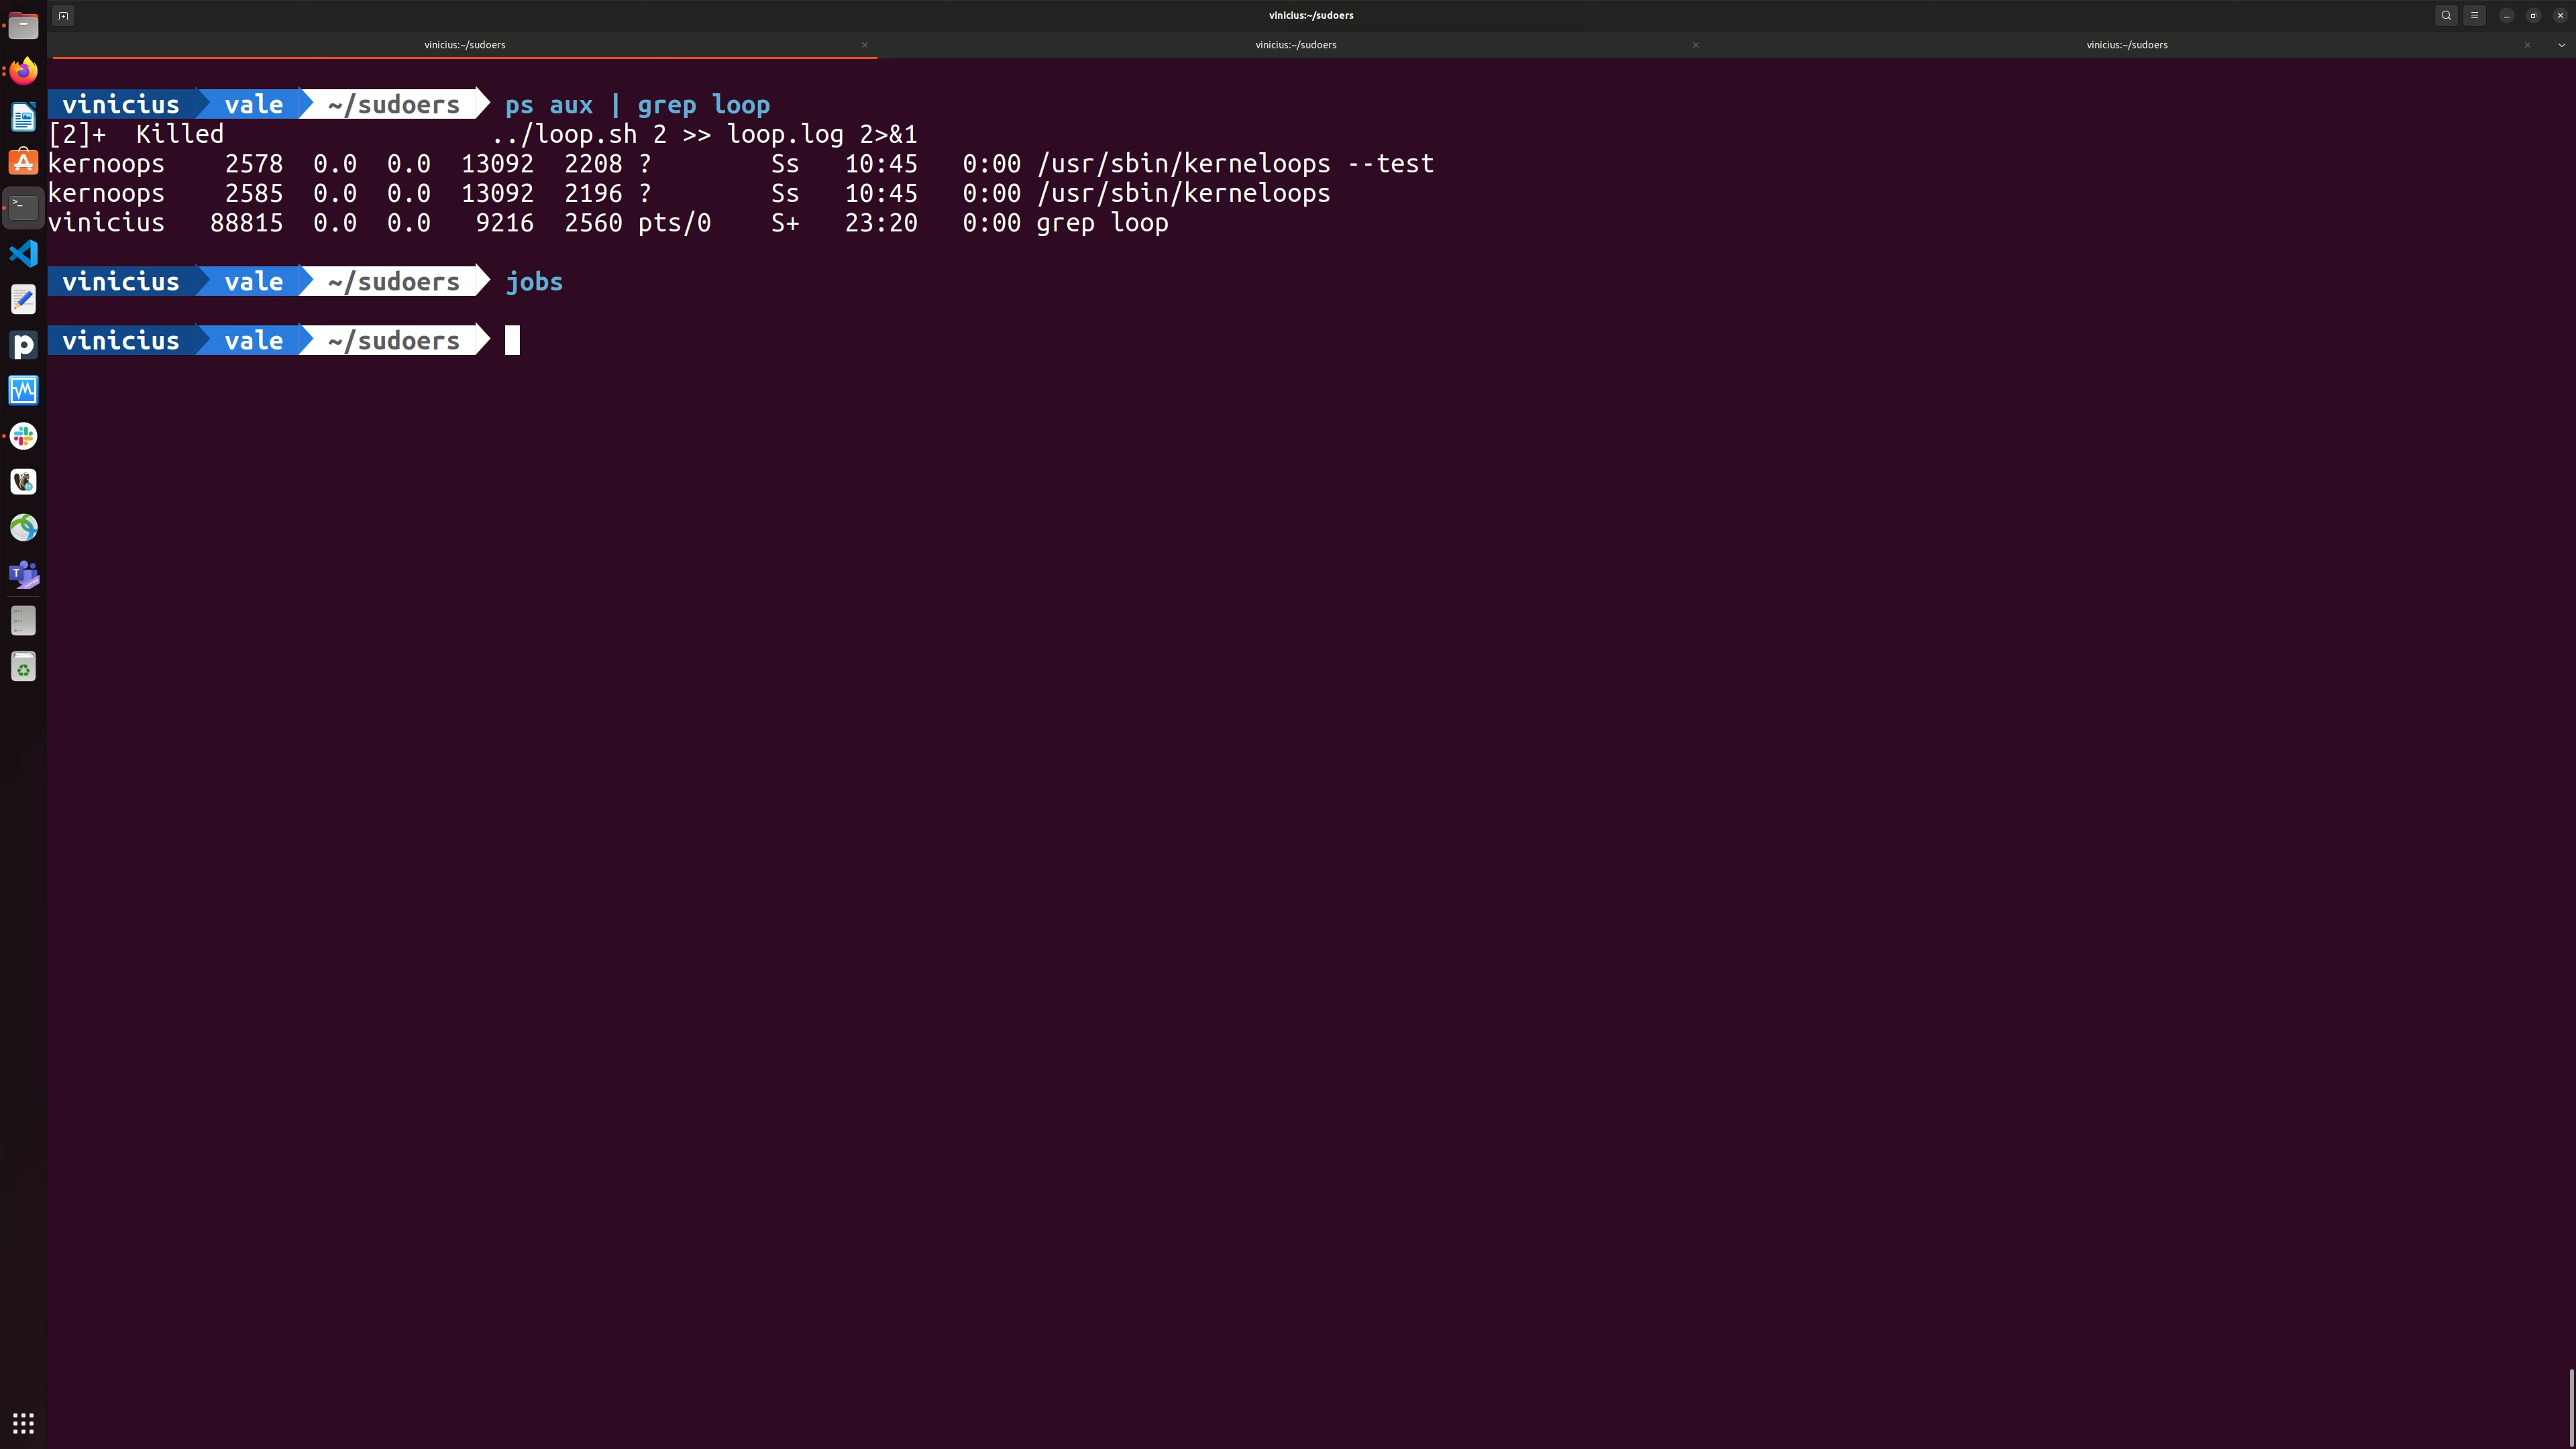 vinicius:~/sudoers
vinicius:~/sudoers
vinicius:~/sudoers
vinicius:~/sudoers
vinicius vale ~/sudoers ps aux | grep loop
[2]+  Killed                  ../loop.sh 2 >> loop.log 2>&1
kernoops    2578  0.0  0.0  13092  2208 ?        Ss   10:45   0:00 /usr/sbin/kerneloops --test
kernoops    2585  0.0  0.0  13092  2196 ?        Ss   10:45   0:00 /usr/sbin/kerneloops
vinicius   88815  0.0  0.0   9216  2560 pts/0    S+   23:20   0:00 grep loop
vinicius vale ~/sudoers jobs
vinicius vale ~/sudoers